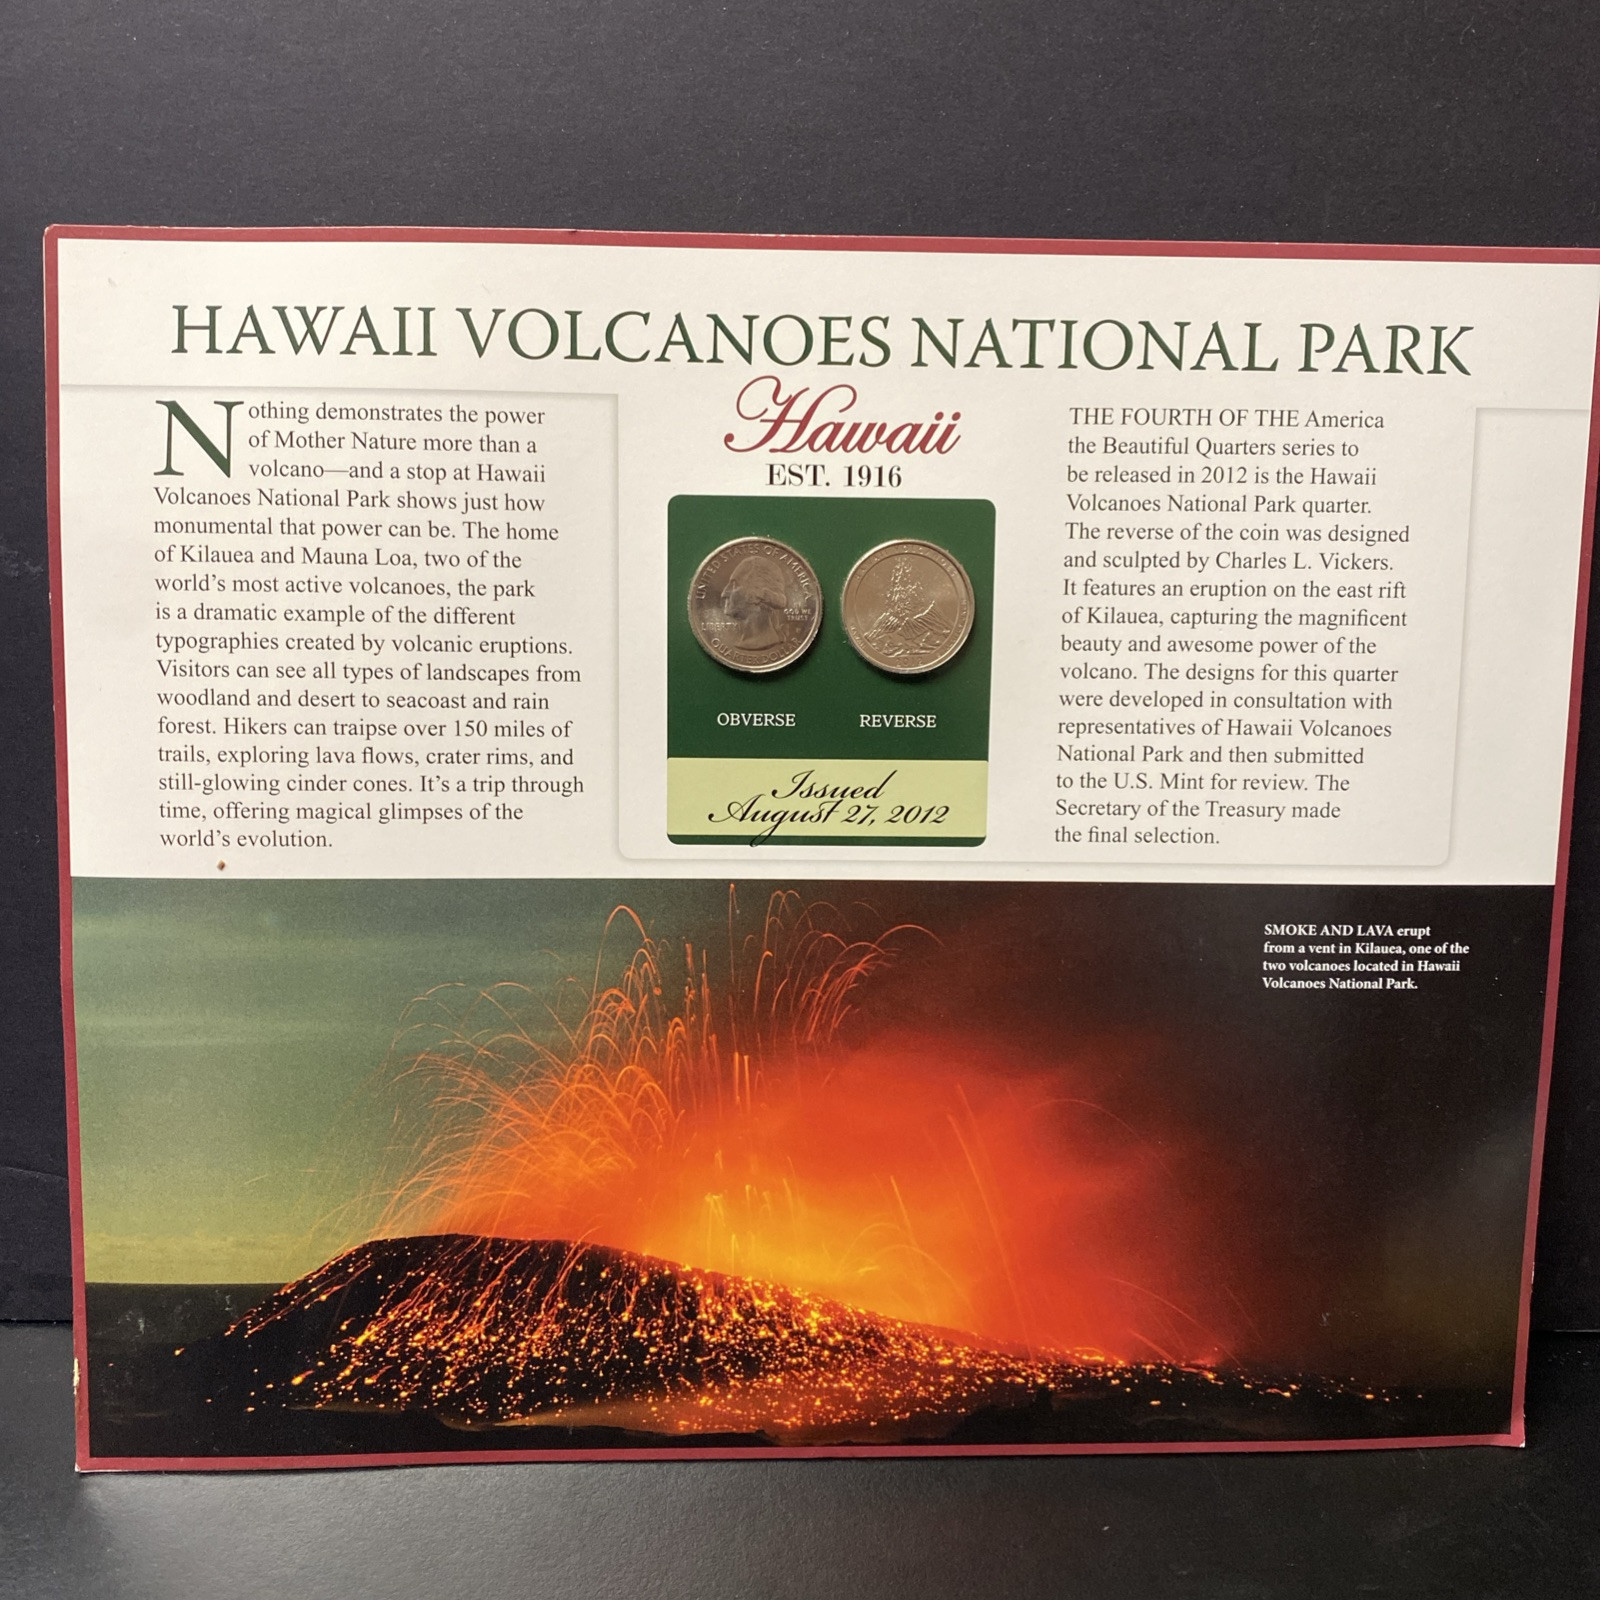 HAWAII VOLCANOES NATIONAL PARK
Hawaii
EST. 1916
Nothing demonstrates the power
of Mother Nature more than a
volcano—and a stop at Hawaii
Volcanoes National Park shows just how
monumental that power can be. The home
of Kilauea and Mauna Loa, two of the
world's most active volcanoes, the park
is a dramatic example of the different
typographies created by volcanic eruptions.
Visitors can see all types of landscapes from
woodland and desert to seacoast and rain
forest. Hikers can traipse over 150 miles of
trails, exploring lava flows, crater rims, and
still-glowing cinder cones. It's a trip through
time, offering magical glimpses of the
world's evolution.
UNITED STATES OF AMERICA
LIBERTY
GOD WE
TRUST
QUARTER DOLLAR
OBVERSE
REVERSE
Issued
August 27, 2012
THE FOURTH OF THE America
the Beautiful Quarters series to
be released in 2012 is the Hawaii
Volcanoes National Park quarter.
The reverse of the coin was designed
and sculpted by Charles L. Vickers.
It features an eruption on the east rift
of Kilauea, capturing the magnificent
beauty and awesome power of the
volcano. The designs for this quarter
were developed in consultation with
representatives of Hawaii Volcanoes
National Park and then submitted
to the U.S. Mint for review. The
Secretary of the Treasury made
the final selection.
SMOKE AND LAVA erupt
from a vent in Kilauea, one of the
two volcanoes located in Hawaii
Volcanoes National Park.